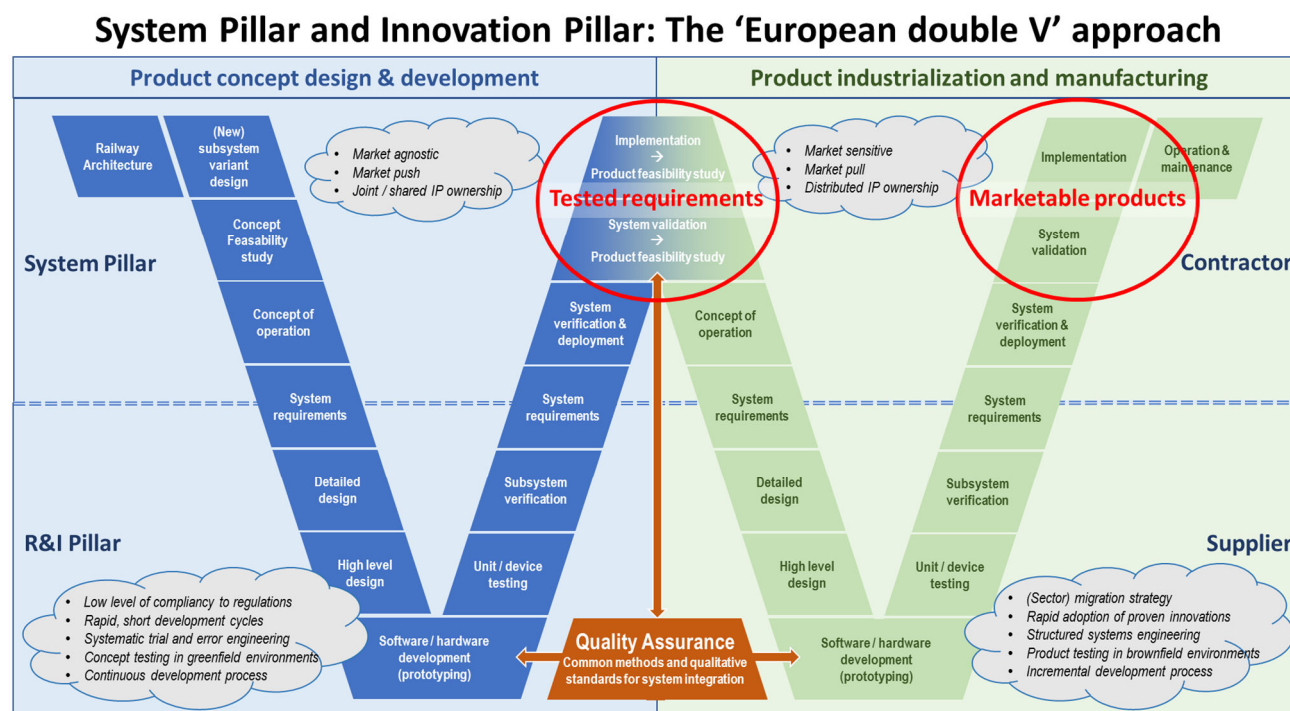 System Pillar and Innovation Pillar: The ‘European double V’ approach
Product concept design & development
Product industrialization and manufacturing
Railway
Architecture
(New)
subsystem
variant
design
• Market agnostic
• Market push
• Joint / shared IP ownership
Implementation
→
Product feasibility study
Tested requirements
System validation
→
Product feasibility study
• Market sensitive
• Market pull
• Distributed IP ownership
Implementation
Operation &
maintenance
Marketable products
System
validation
System Pillar
Contractor
Concept
Feasability
study
Concept of
operation
System
requirements
Detailed
design
High level
design
Software / hardware
development
(prototyping)
Unit / device
testing
Subsystem
verification
System
requirements
System
verification &
deployment
Concept of
operation
System
requirements
Detailed
design
High level
design
Software / hardware
development
(prototyping)
Unit / device
testing
Subsystem
verification
System
requirements
System
verification &
deployment
R&I Pillar
Supplier
• Low level of compliancy to regulations
• Rapid, short development cycles
• Systematic trial and error engineering
• Concept testing in greenfield environments
• Continuous development process
Quality Assurance
Common methods and qualitative
standards for system integration
• (Sector) migration strategy
• Rapid adoption of proven innovations
• Structured systems engineering
• Product testing in brownfield environments
• Incremental development process